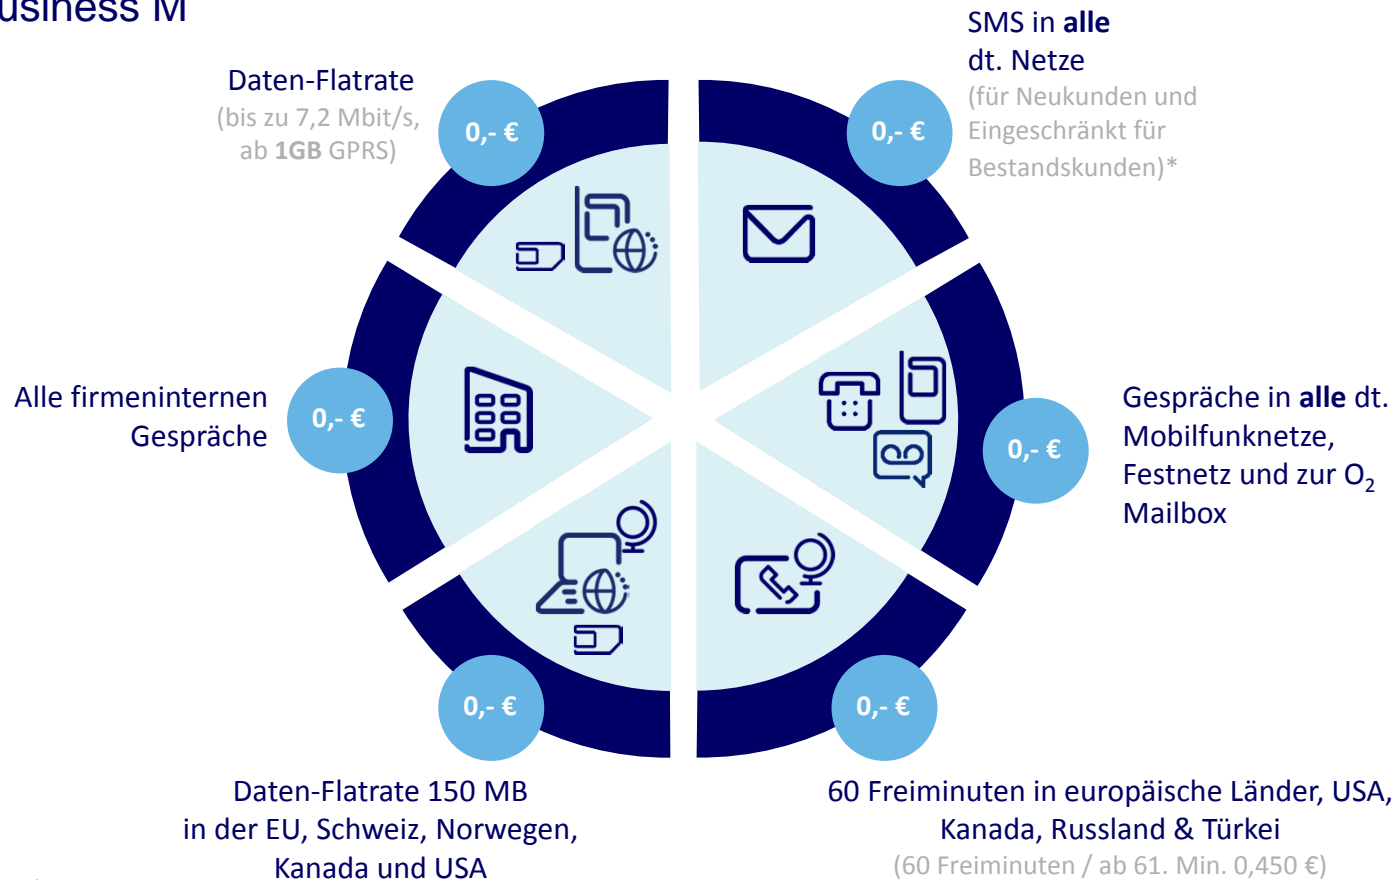 usiness M
Daten-Flatrate
(bis zu 7,2 Mbit/s,
ab 1GB GPRS)
0,- €
SMS in alle
dt. Netze
(für Neukunden und
Eingeschränkt für
Bestandskunden)*
0,- €
Alle firmeninternen
Gespräche
0,- €
Gespräche in alle dt.
Mobilfunknetze,
Festnetz und zur O₂
Mailbox
0,- €
Daten-Flatrate 150 MB
in der EU, Schweiz, Norwegen,
Kanada und USA
0,- €
60 Freiminuten in europäische Länder, USA,
Kanada, Russland & Türkei
(60 Freiminuten / ab 61. Min. 0,450 €)
0,- €